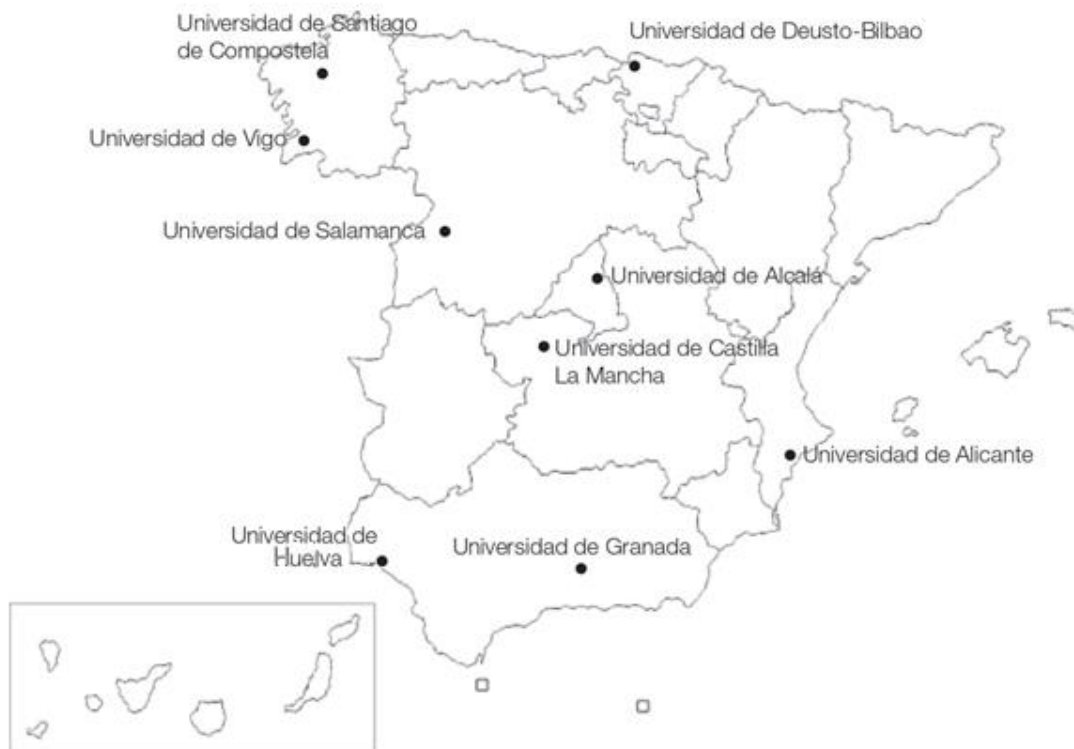 Universidad de Santiago
de Compostela
Universidad de Deusto-Bilbao
Universidad de Vigo
Universidad de Salamanca
Universidad de Alcalá
Universidad de Castilla
La Mancha
Universidad de Alicante
Universidad de
Huelva
Universidad de Granada